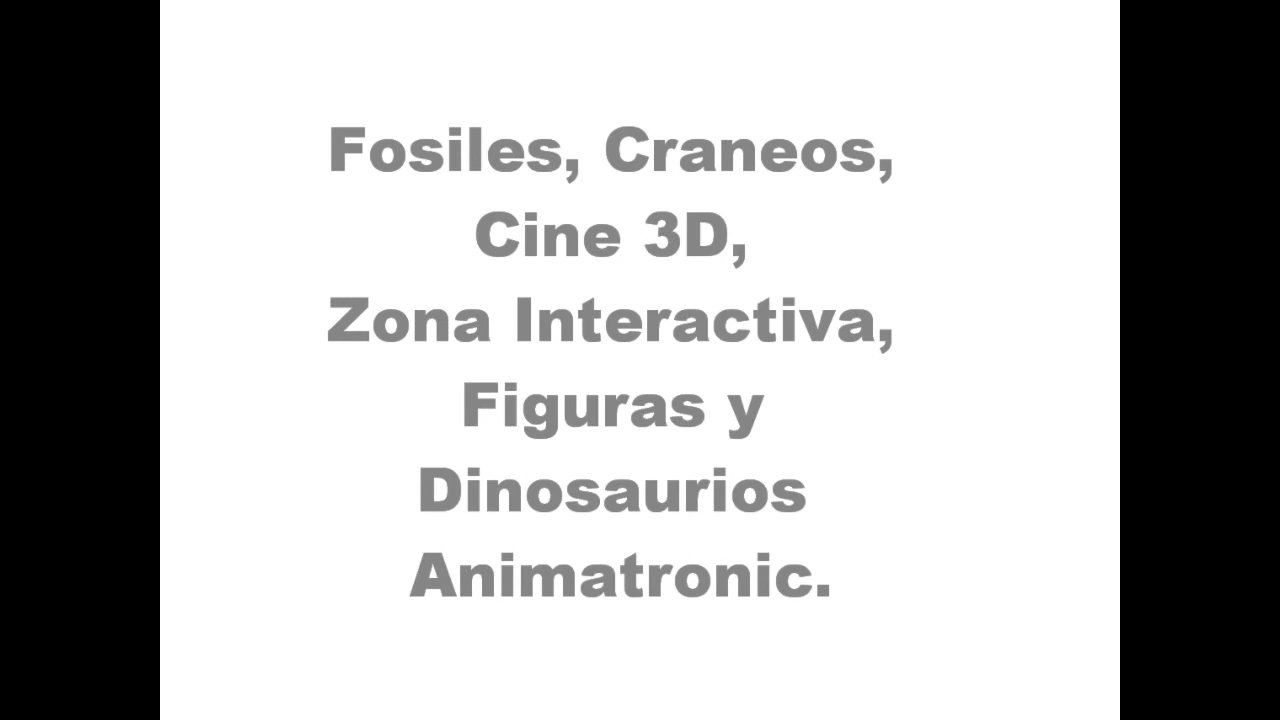 Fosiles, Craneos,
Cine 3D,
Zona Interactiva,
Figuras y
Dinosaurios
Animatronic.